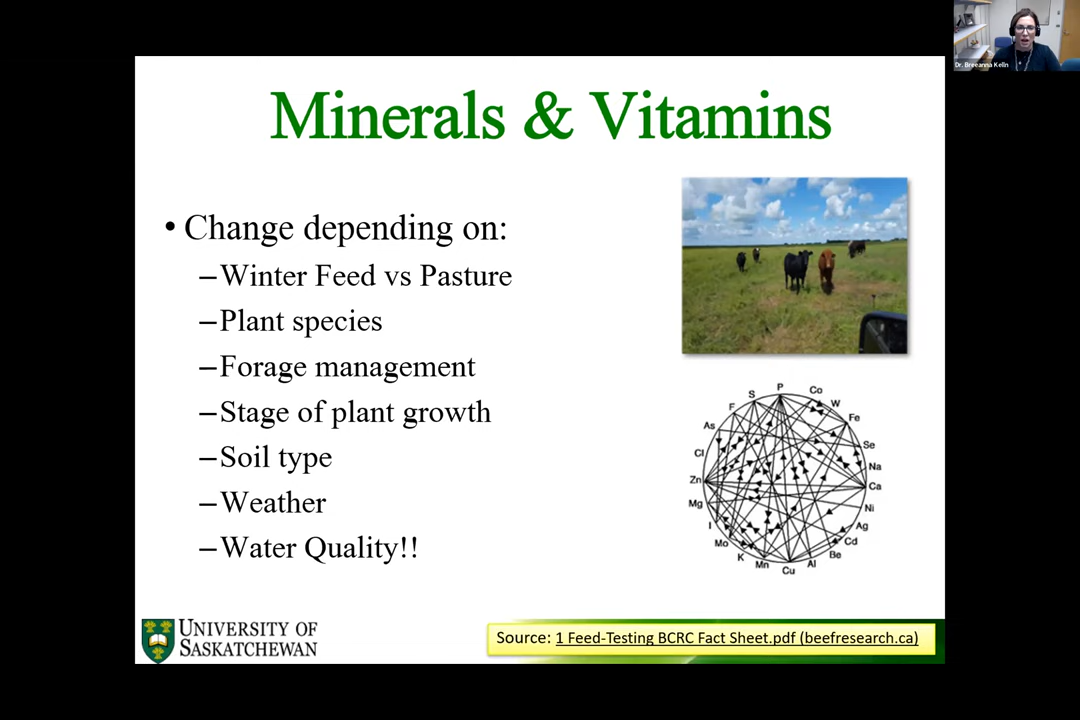 Dr. Breeanna Kelln
Minerals & Vitamins
• Change depending on:
–Winter Feed vs Pasture
–Plant species
–Forage management
–Stage of plant growth
–Soil type
–Weather
–Water Quality!!
P
Co
W
Fe
Se
Na
Ca
Ni
Ag
Cd
Be
Al
Cu
Mn
K
Mo
I
Mg
Zn
Cl
As
F
S
UNIVERSITY OF
SASKATCHEWAN
Source: 1 Feed-Testing BCRC Fact Sheet.pdf (beefresearch.ca)